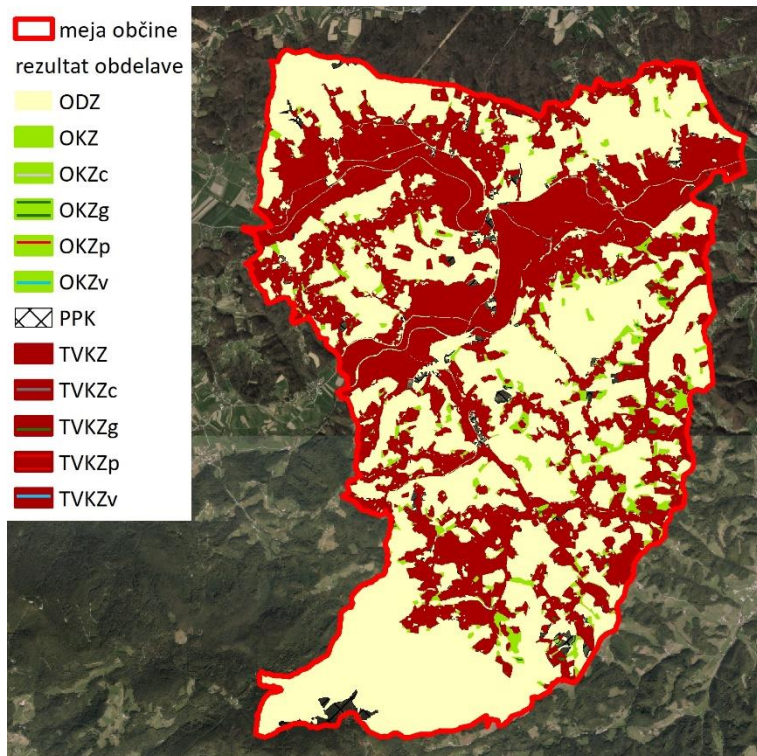 meja občine
rezultat obdelave
ODZ
OKZ
OKZc
OKZg
OKZp
OKZv
PPK
TVKZ
TVKZc
TVKZg
TVKZp
TVKZv